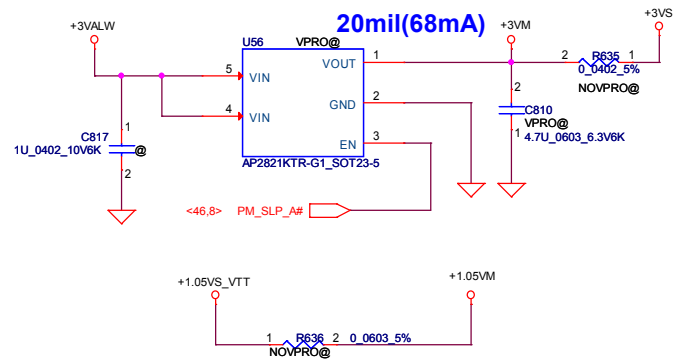 20mil(68mA)
+3VALW
U56
VPRO@
+3VM
+3VS
VOUT
1
2
R635
1
0_0402_5%
NOVPRO@
5
VIN
GND
2
2
C810
VPRO@
1
4.7U_0603_6.3V6K
4
VIN
EN
3
C817
1
@
1U_0402_10V6K
2
AP2821KTR-G1_SOT23-5
<46,8>
PM_SLP_A#
+1.05VS_VTT
+1.05VM
1
R636
2
0_0603_5%
NOVPRO@